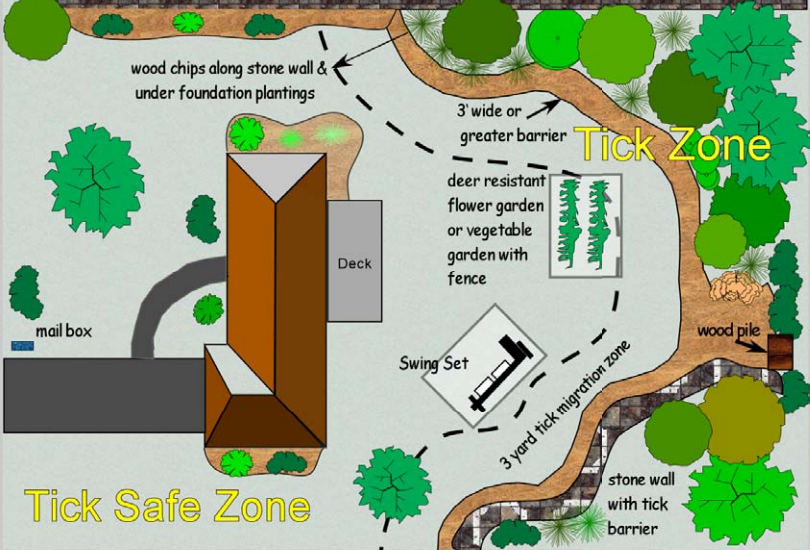 wood chips along stone wall &
under foundation plantings
3' wide or
greater barrier
Tick Zone
deer resistant
flower garden
or vegetable
garden with
fence
Deck
mail box
wood pile
Swing Set
3 yard tick migration zone
stone wall
with tick
barrier
Tick Safe Zone